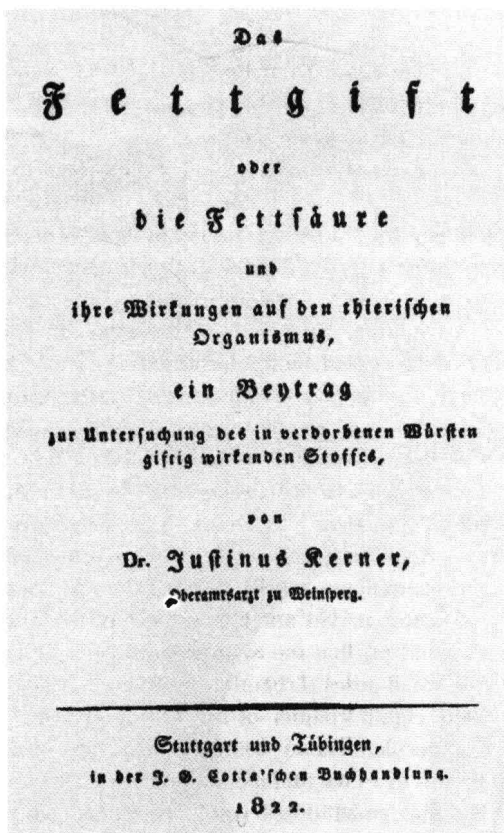 Das
Fettgift
oder
die Fettsäure
und
ihre Wirkungen auf den thierischen
Organismus,
ein Beytrag
zur Untersuchung des in verdorbenen Würsten
giftig wirkenden Stoffes,
von
Dr. Justinus Kerner,
Oberamtsarzt zu Weinsperg.
Stuttgart und Tübingen,
in der J. G. Cotta'schen Buchhandlung.
1822.